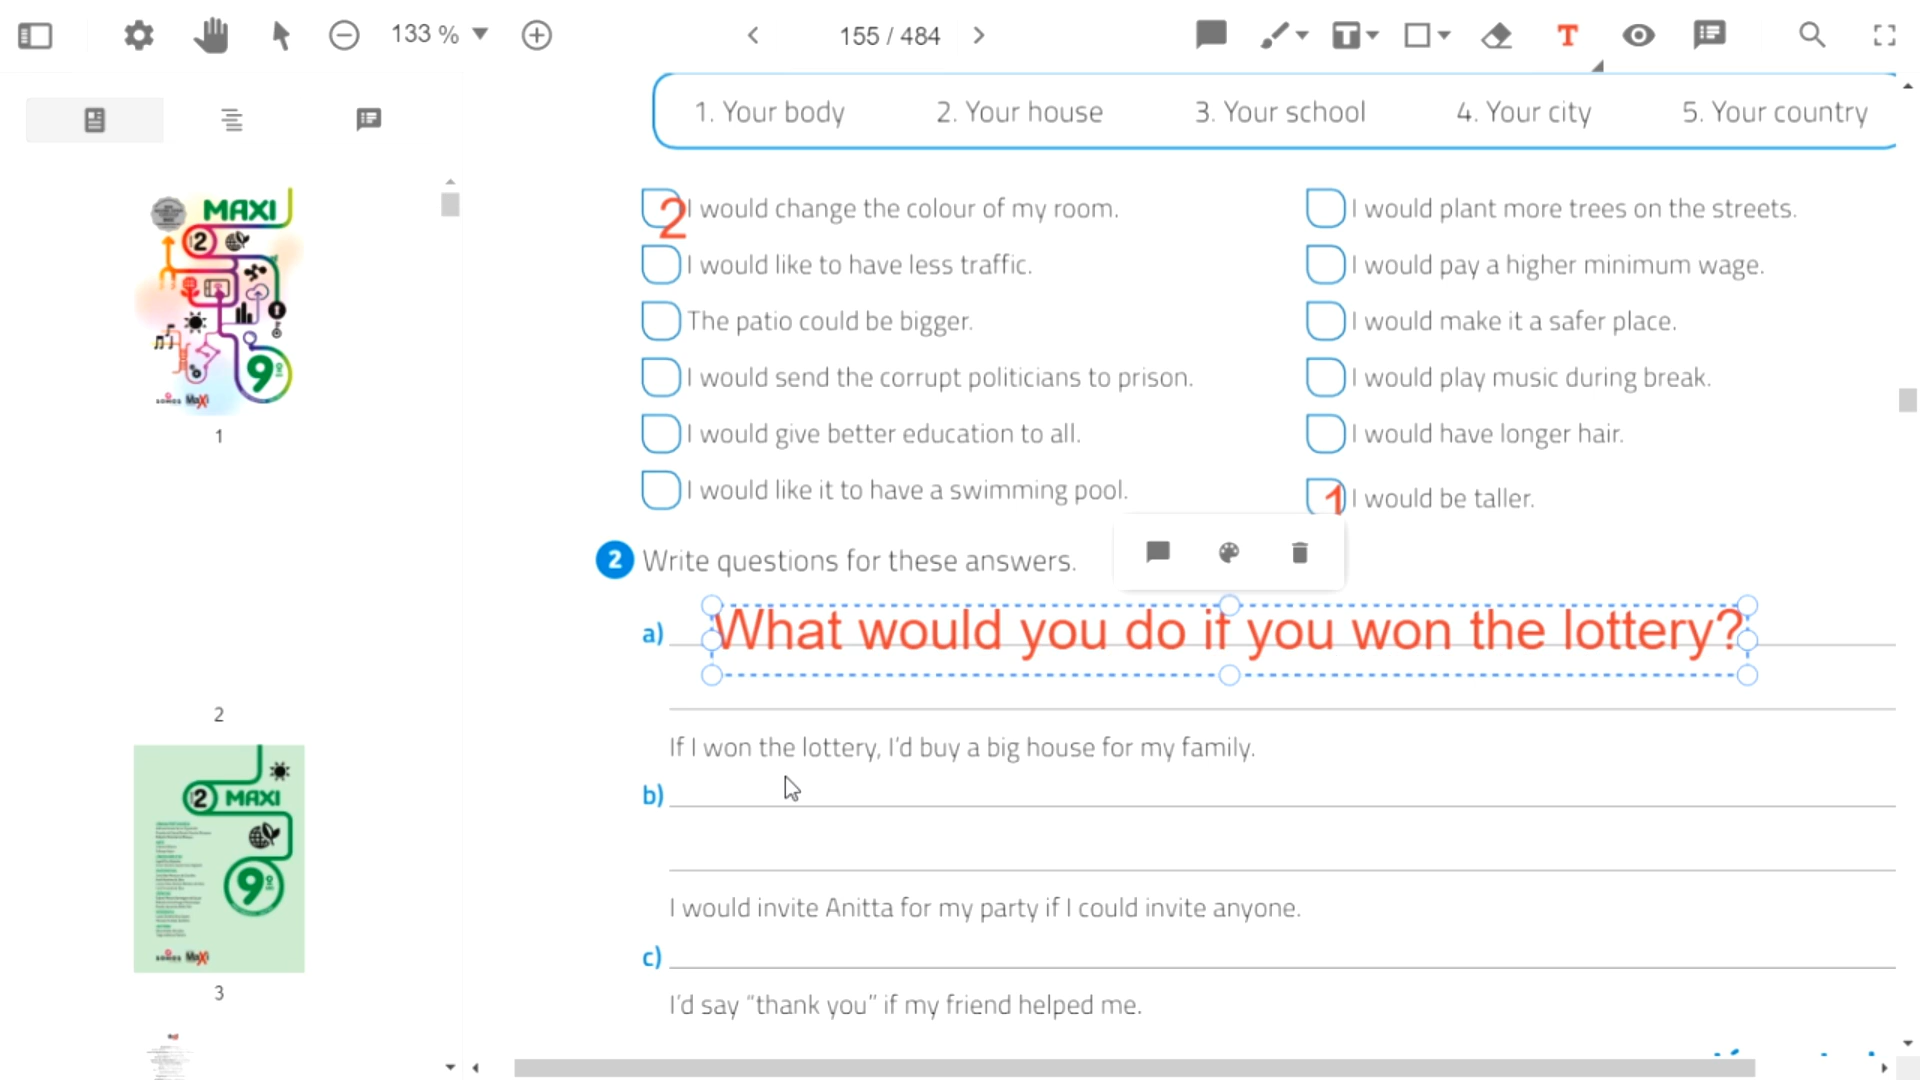 133 %
155 / 484
T
T
1. Your body 2. Your house 3. Your school 4. Your city 5. Your country
2 I would change the colour of my room.
I would like to have less traffic.
The patio could be bigger.
I would send the corrupt politicians to prison.
I would give better education to all.
I would like it to have a swimming pool.
I would plant more trees on the streets.
I would pay a higher minimum wage.
I would make it a safer place.
I would play music during break.
I would have longer hair.
1 I would be taller.
2 Write questions for these answers.
a) What would you do if you won the lottery?
If I won the lottery, I'd buy a big house for my family.
b)
I would invite Anitta for my party if I could invite anyone.
c)
I'd say “thank you” if my friend helped me.
MAXI
2
9º
SOMOS MAXI
1
2
2 MAXI
9º
SOMOS MAXI
3